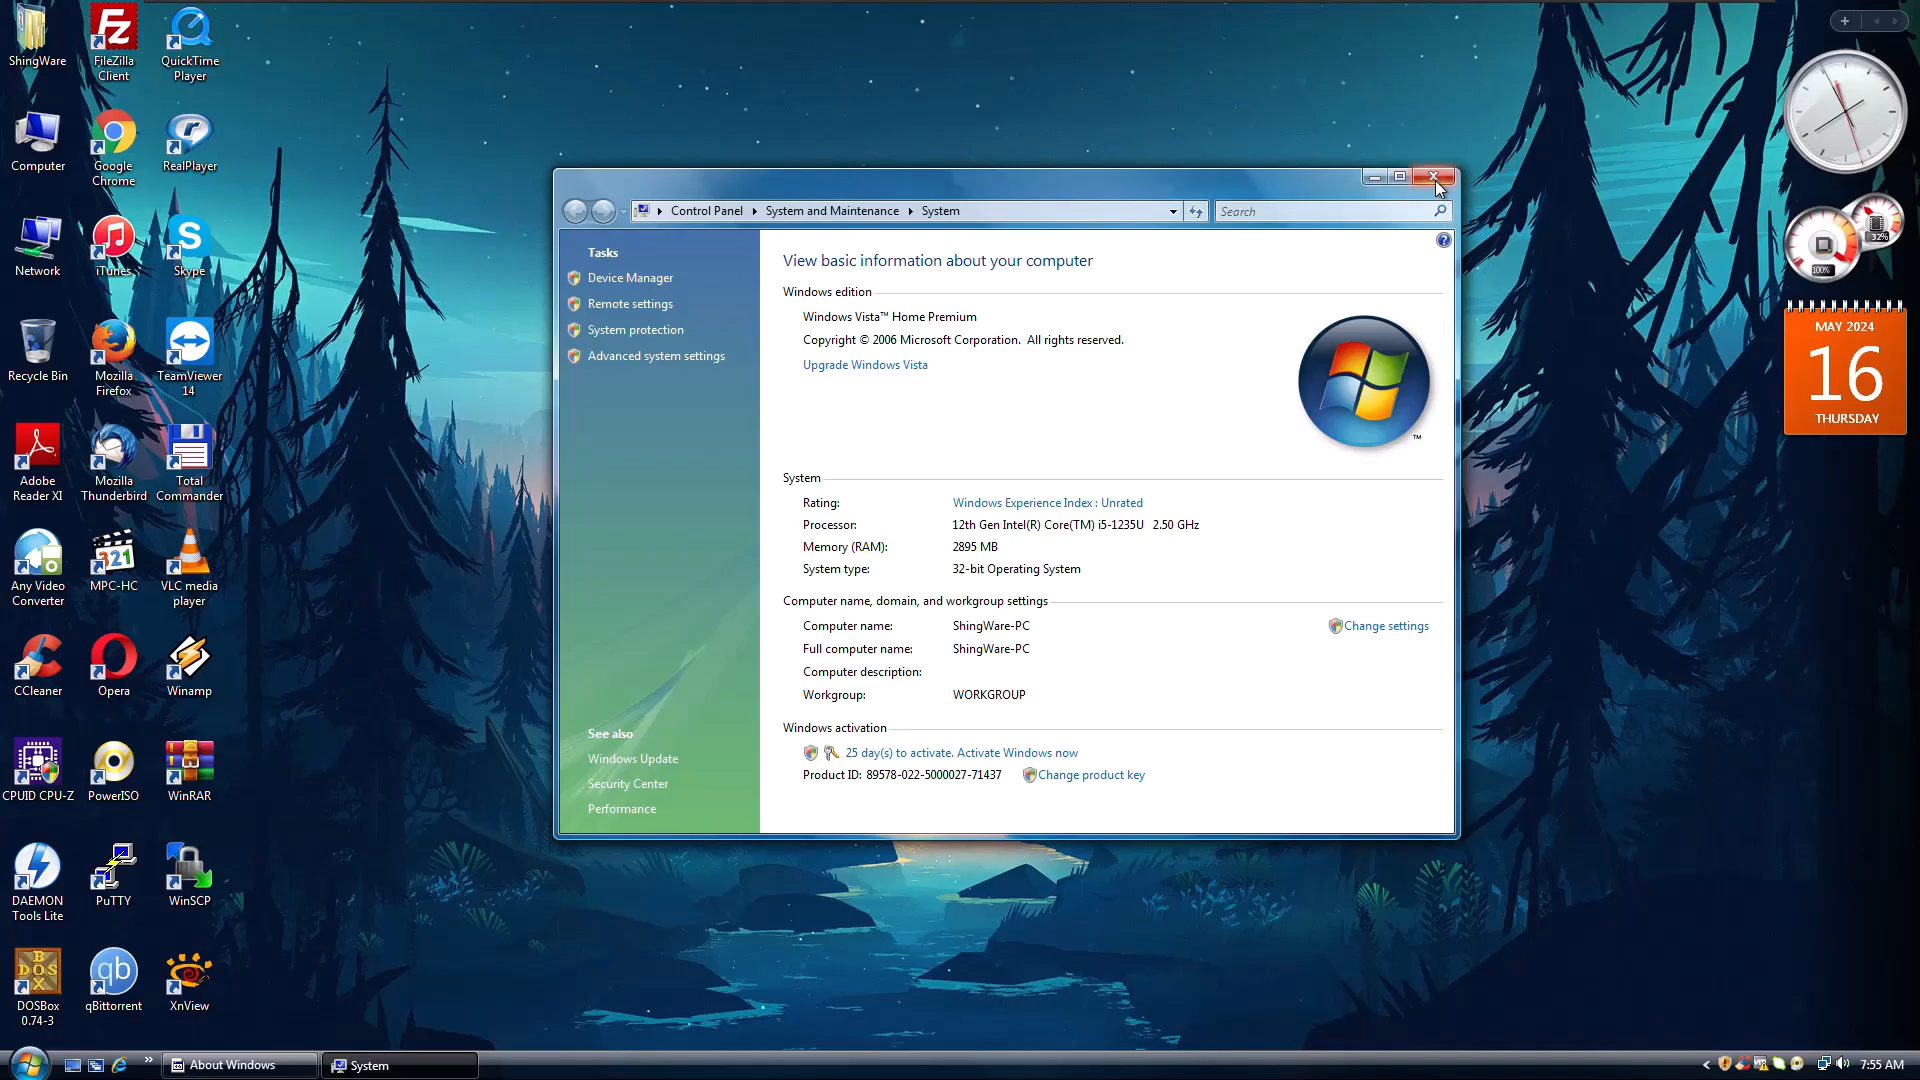 ShingWare
FileZilla
Client
QuickTime
Player
Computer
Google
Chrome
RealPlayer
Network
iTunes
Skype
Recycle Bin
Mozilla
Firefox
TeamViewer
14
Adobe
Reader XI
Mozilla
Thunderbird
Total
Commander
Any Video
Converter
321
MPC-HC
VLC media
player
CCleaner
Opera
Winamp
CPUID CPU-Z
PowerISO
WinRAR
DAEMON
Tools Lite
PuTTY
WinSCP
DOSBox
0.74-3
qb
qBittorrent
XnView
Control Panel
System and Maintenance
System
Search
Tasks
Device Manager
Remote settings
System protection
Advanced system settings
See also
Windows Update
Security Center
Performance
View basic information about your computer
Windows edition
Windows Vista™ Home Premium
Copyright © 2006 Microsoft Corporation. All rights reserved.
Upgrade Windows Vista
™
System
Rating: Windows Experience Index : Unrated
Processor: 12th Gen Intel(R) Core(TM) i5-1235U 2.50 GHz
Memory (RAM): 2895 MB
System type: 32-bit Operating System
Computer name, domain, and workgroup settings
Computer name: ShingWare-PC
Change settings
Full computer name: ShingWare-PC
Computer description:
Workgroup: WORKGROUP
Windows activation
25 day(s) to activate. Activate Windows now
Product ID: 89578-022-5000027-71437
Change product key
32%
100%
MAY 2024
16
THURSDAY
About Windows
System
7:55 AM